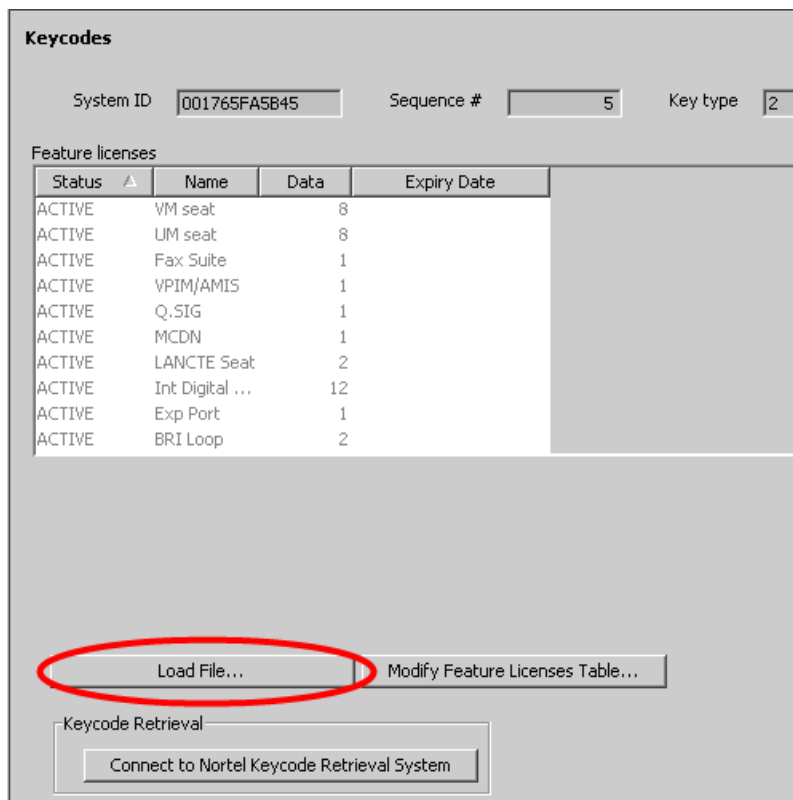 Keycodes
System ID 001765FA5B45 Sequence # 5 Key type 2
Feature licenses
Status Name Data Expiry Date
ACTIVE VM seat 8
ACTIVE UM seat 8
ACTIVE Fax Suite 1
ACTIVE VPIM/AMIS 1
ACTIVE Q.SIG 1
ACTIVE MCDN 1
ACTIVE LANCTE Seat 2
ACTIVE Int Digital ... 12
ACTIVE Exp Port 1
ACTIVE BRI Loop 2
Load File... Modify Feature Licenses Table...
Keycode Retrieval
Connect to Nortel Keycode Retrieval System